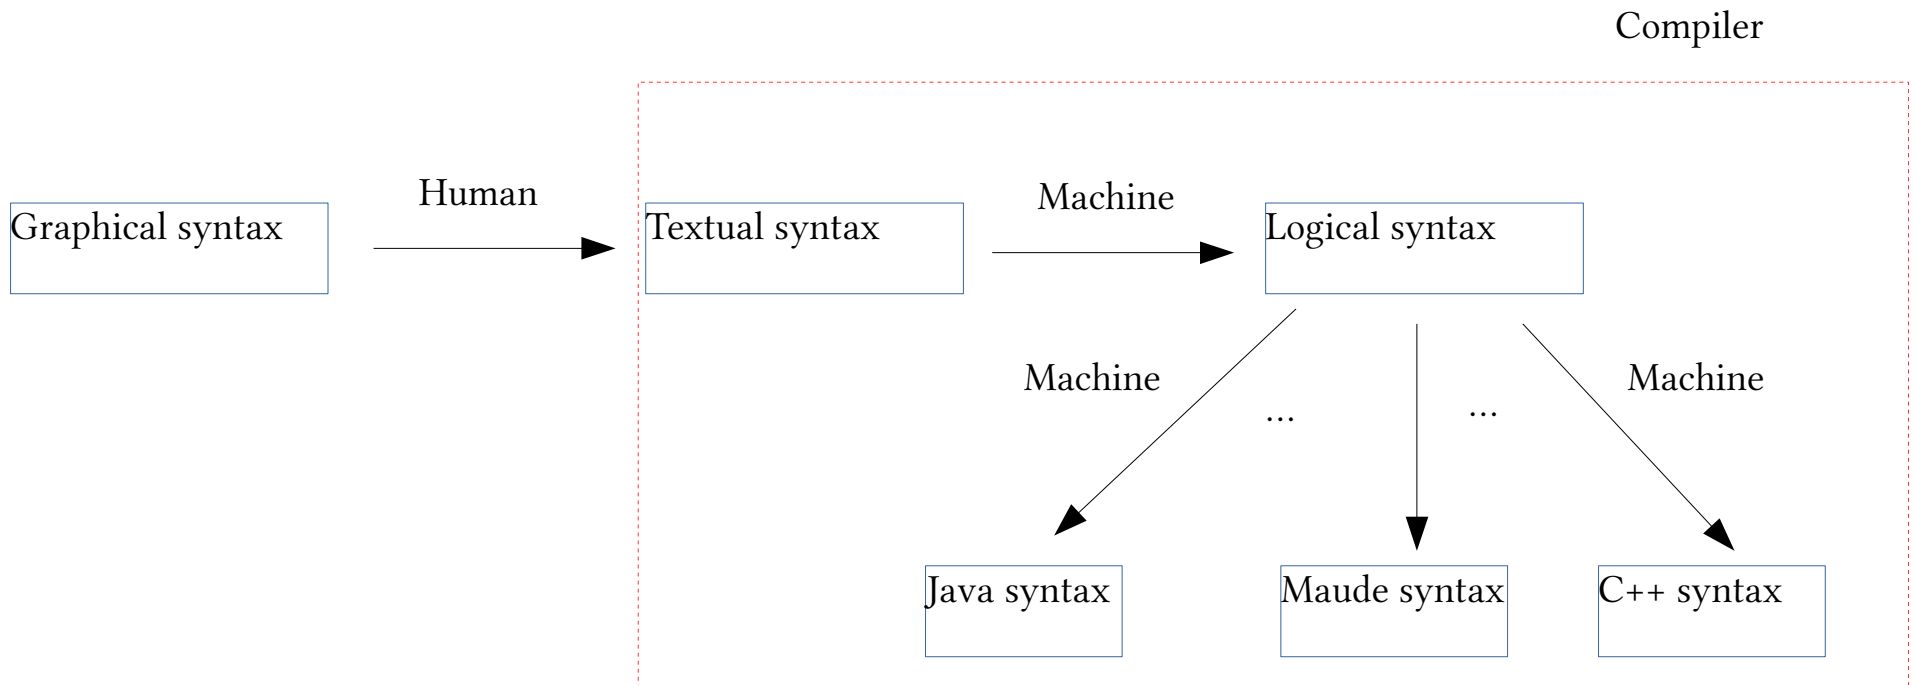 Compiler
Human
Machine
Graphical syntax
Textual syntax
Logical syntax
Machine
...
...
Machine
Java syntax
Maude syntax
C++ syntax